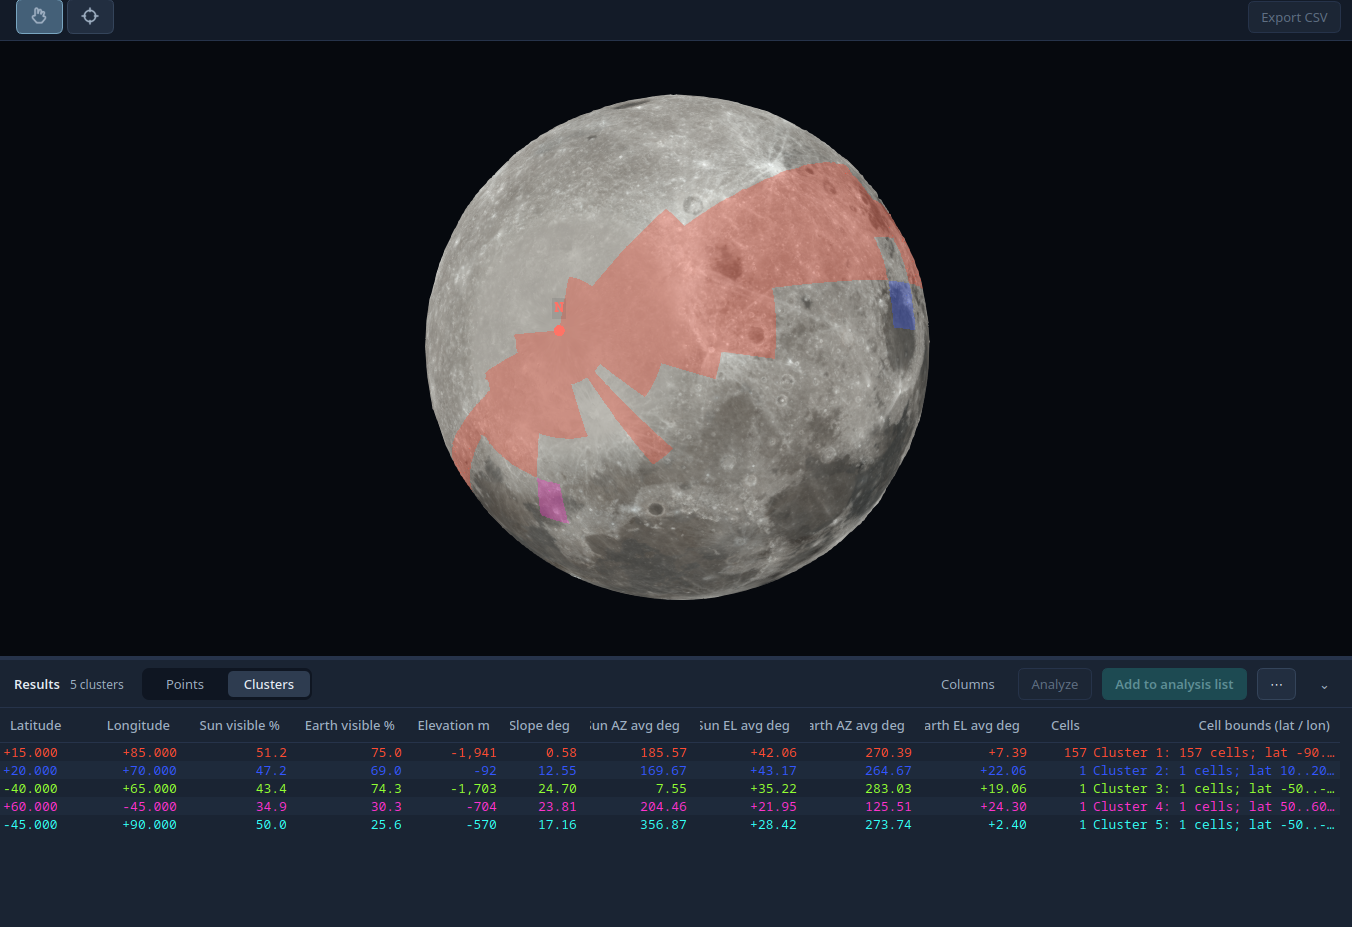 Export CSV
Results 5 clusters Points Clusters Columns Analyze Add to analysis list ...
Latitude Longitude Sun visible % Earth visible % Elevation m Slope deg Sun AZ avg deg Sun EL avg deg arth AZ avg deg arth EL avg deg Cells Cell bounds (lat / lon)
+15.000 +85.000 51.2 75.0 -1,941 0.58 185.57 +42.06 270.39 +7.39 157 Cluster 1: 157 cells; lat -90.…
+20.000 +70.000 47.2 69.0 -92 12.55 169.67 +43.17 264.67 +22.06 1 Cluster 2: 1 cells; lat 10..20…
-40.000 +65.000 43.4 74.3 -1,703 24.70 7.55 +35.22 283.03 +19.06 1 Cluster 3: 1 cells; lat -50..-…
+60.000 -45.000 34.9 30.3 -704 23.81 204.46 +21.95 125.51 +24.30 1 Cluster 4: 1 cells; lat 50..60…
-45.000 +90.000 50.0 25.6 -570 17.16 356.87 +28.42 273.74 +2.40 1 Cluster 5: 1 cells; lat -50..-…